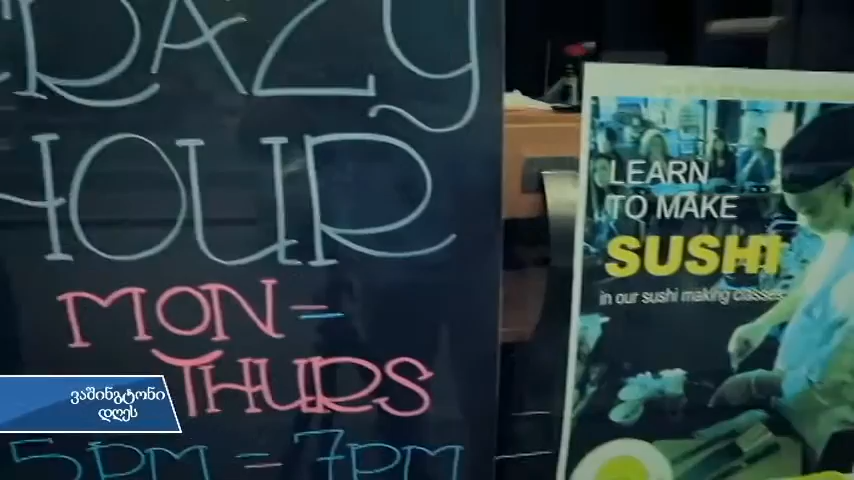 RAZY
HOUR
MON-
THURS
5PM - 7PM
LEARN
TO MAKE
SUSHI
in our sushi making classes
ვაშინგტონი
დღეს